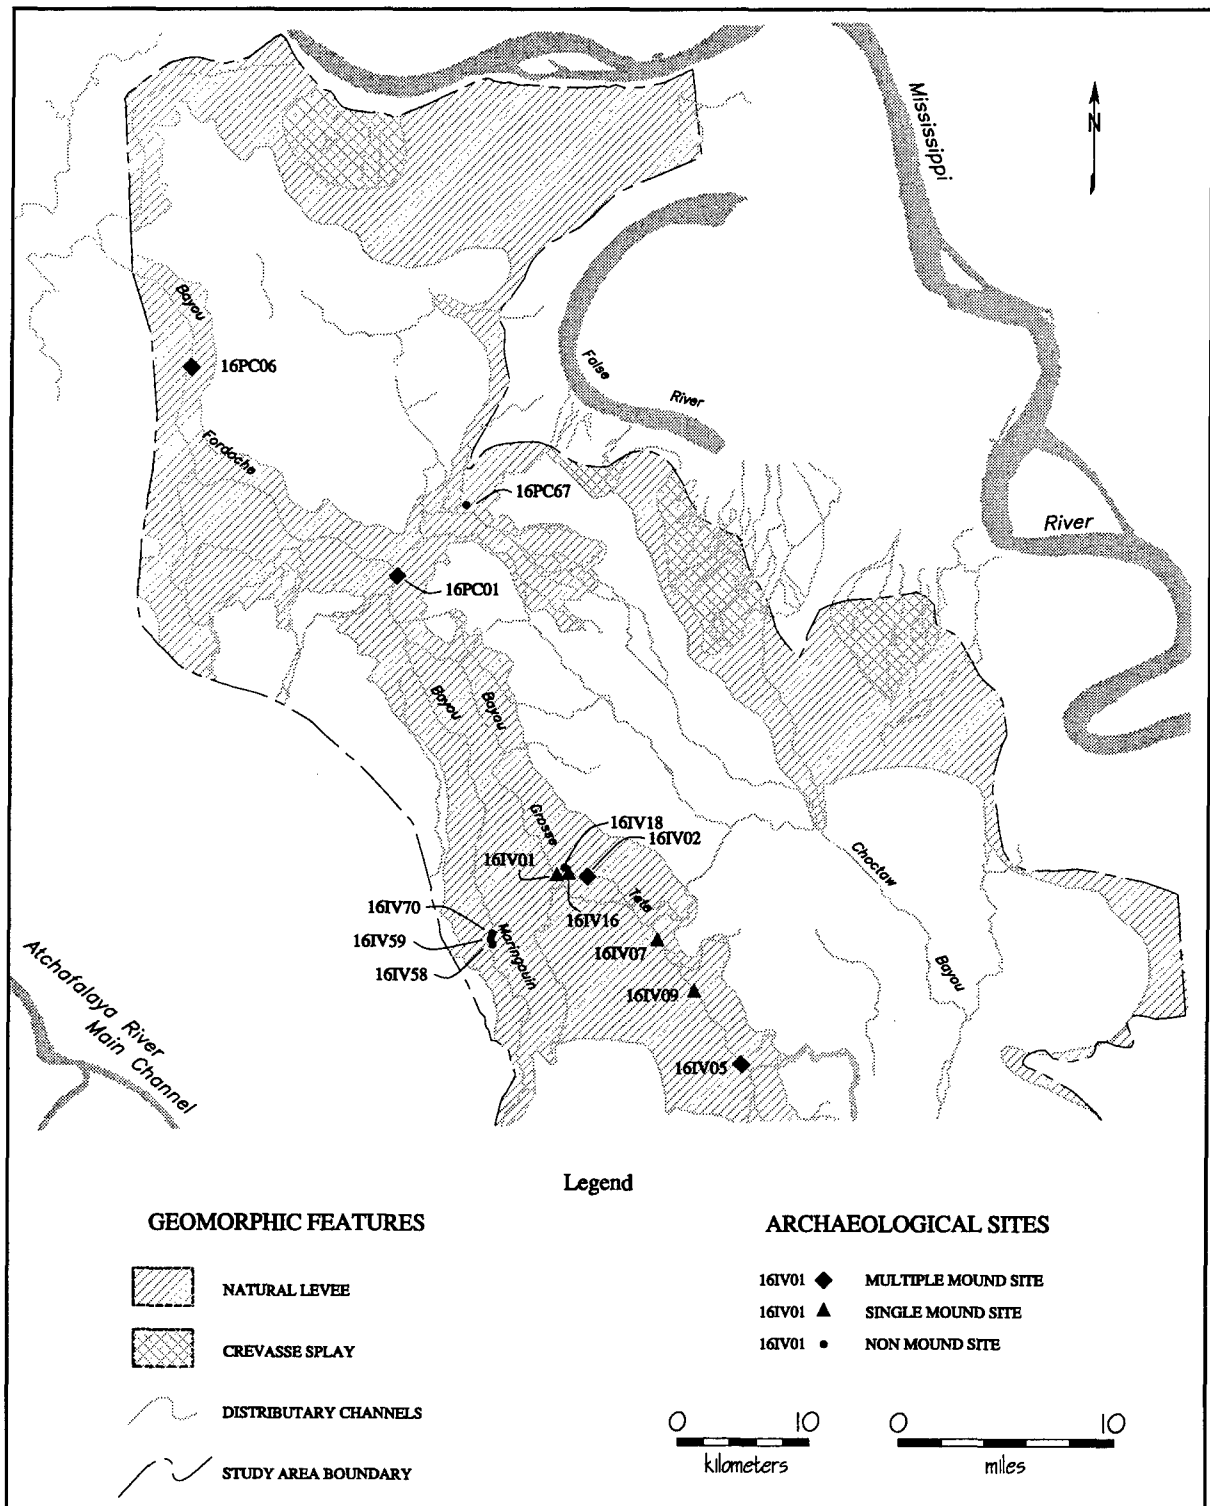 N
Mississippi
Bayou
16PC06
False
River
Fordoche
16PC67
River
16PC01
Bayou
Bayou
Grosse
16IV18
16IV02
16IV01
Choctaw
Tete
16IV70
16IV16
16IV59
Maringouin
16IV07
16IV58
Bayou
16IV09
Atchafalaya River
Main Channel
16IV05
Legend
GEOMORPHIC FEATURES
NATURAL LEVEE
CREVASSE SPLAY
DISTRIBUTARY CHANNELS
STUDY AREA BOUNDARY
ARCHAEOLOGICAL SITES
16IV01 MULTIPLE MOUND SITE
16IV01 SINGLE MOUND SITE
16IV01 NON MOUND SITE
0 10
kilometers
0 10
miles